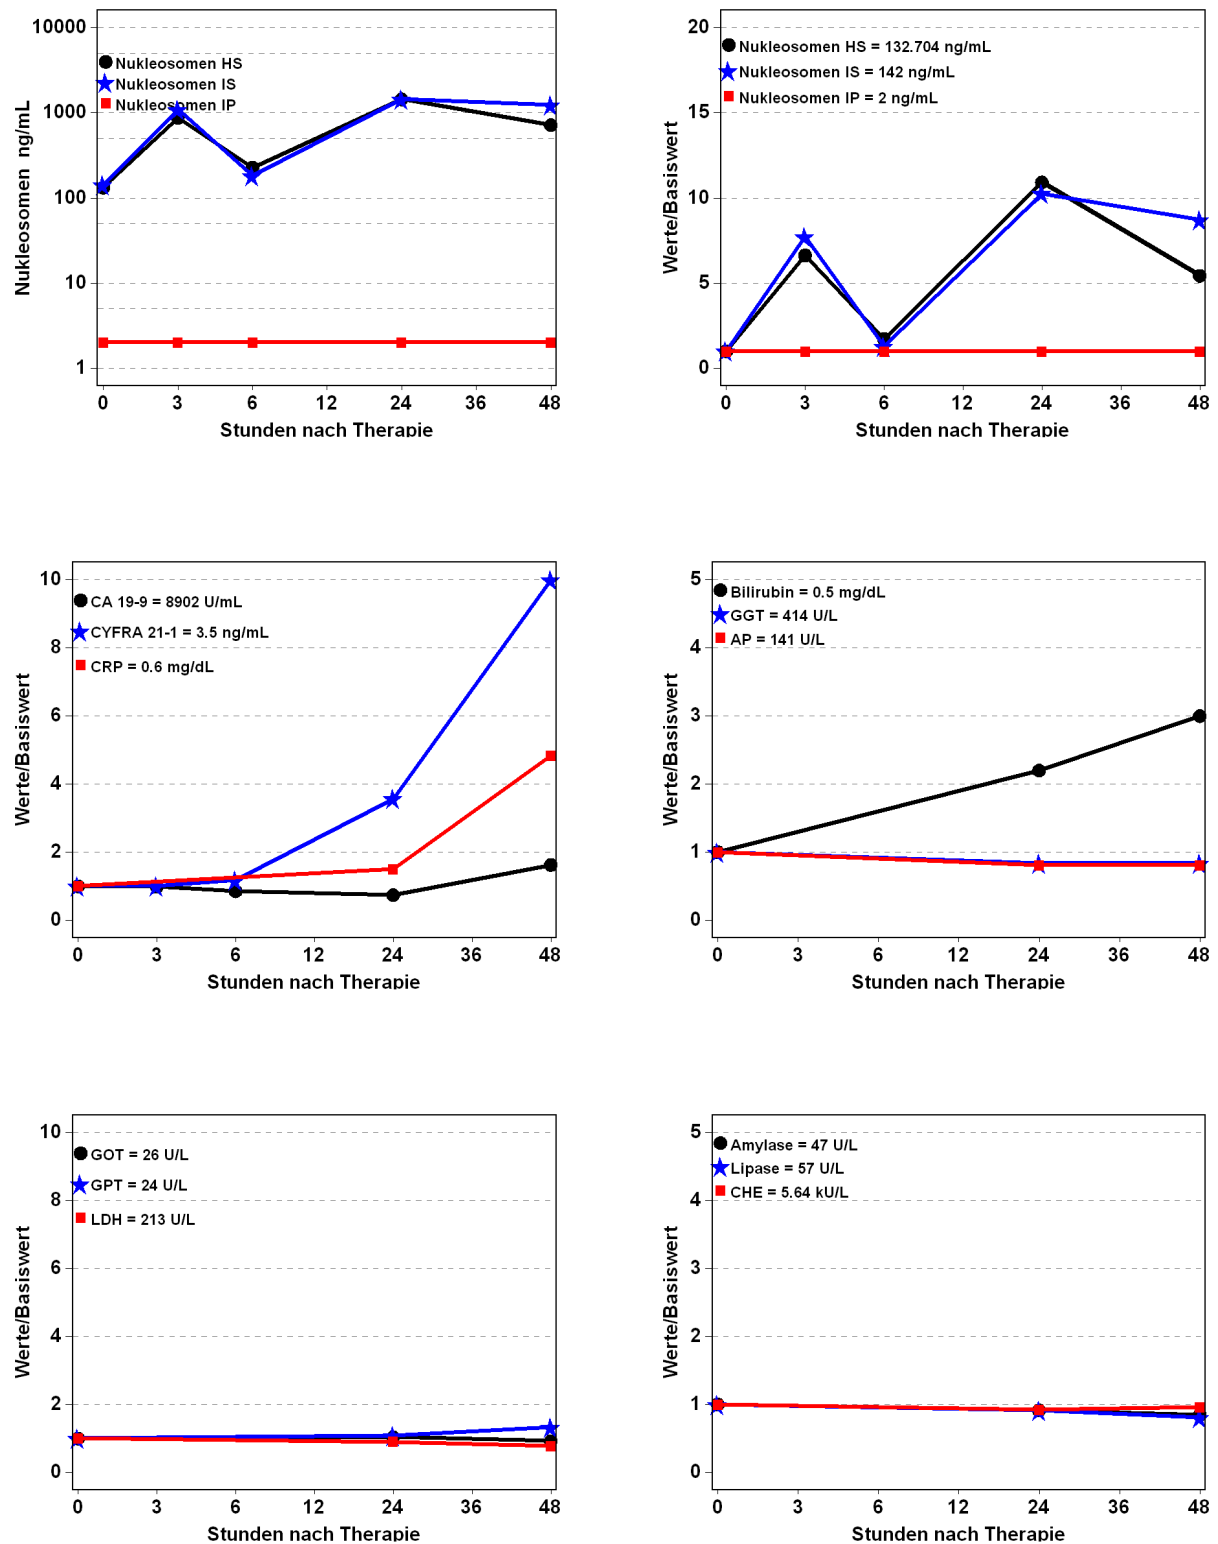 10000
1000
100
10
1
Nukleosomen ng/mL
Nukleosomen HS
Nukleosomen IS
Nukleosomen IP
0 3 6 12 24 36 48
Stunden nach Therapie
20
15
10
5
0
Werte/Basiswert
Nukleosomen HS = 132.704 ng/mL
Nukleosomen IS = 142 ng/mL
Nukleosomen IP = 2 ng/mL
0 3 6 12 24 36 48
Stunden nach Therapie
10
8
6
4
2
0
Werte/Basiswert
CA 19-9 = 8902 U/mL
CYFRA 21-1 = 3.5 ng/mL
CRP = 0.6 mg/dL
0 3 6 12 24 36 48
Stunden nach Therapie
5
4
3
2
1
0
Werte/Basiswert
Bilirubin = 0.5 mg/dL
GGT = 414 U/L
AP = 141 U/L
0 3 6 12 24 36 48
Stunden nach Therapie
10
8
6
4
2
0
Werte/Basiswert
GOT = 26 U/L
GPT = 24 U/L
LDH = 213 U/L
0 3 6 12 24 36 48
Stunden nach Therapie
5
4
3
2
1
0
Werte/Basiswert
Amylase = 47 U/L
Lipase = 57 U/L
CHE = 5.64 kU/L
0 3 6 12 24 36 48
Stunden nach Therapie